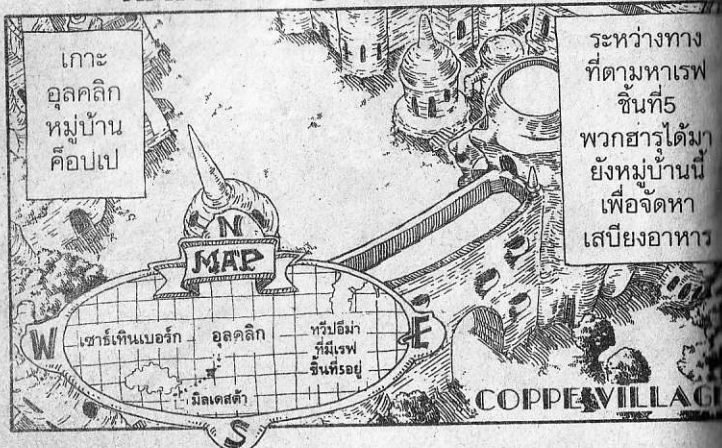 เกาะ
อุลคลิก
หมู่บ้าน
ค็อปเป
ระหว่างทาง
ที่ตามหาเรฟ
ชิ้นที่5
พวกฮารุได้มา
ยังหมู่บ้านนี้
เพื่อจัดหา
เสบียงอาหาร
N
MAP
W
E
S
เซาธ์เทินเบอร์ก
อุลคลิก
ทวีปอีม่า
ที่มีเรฟ
ชิ้นที่รอยู่
มิลเดสต้า
COPPE VILLAG